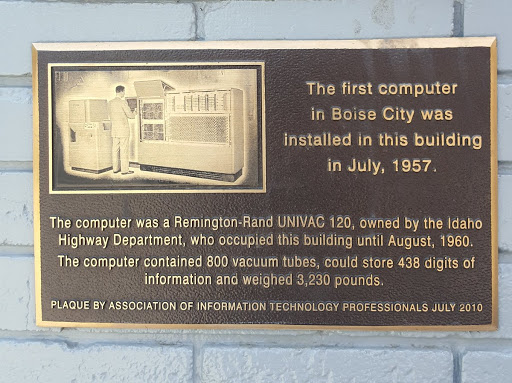 The first computer
in Boise City was
installed in this building
in July, 1957.
The computer was a Remington-Rand UNIVAC 120, owned by the Idaho
Highway Department, who occupied this building until August, 1960.
The computer contained 800 vacuum tubes, could store 438 digits of
information and weighed 3,230 pounds.
PLAQUE BY ASSOCIATION OF INFORMATION TECHNOLOGY PROFESSIONALS JULY 2010